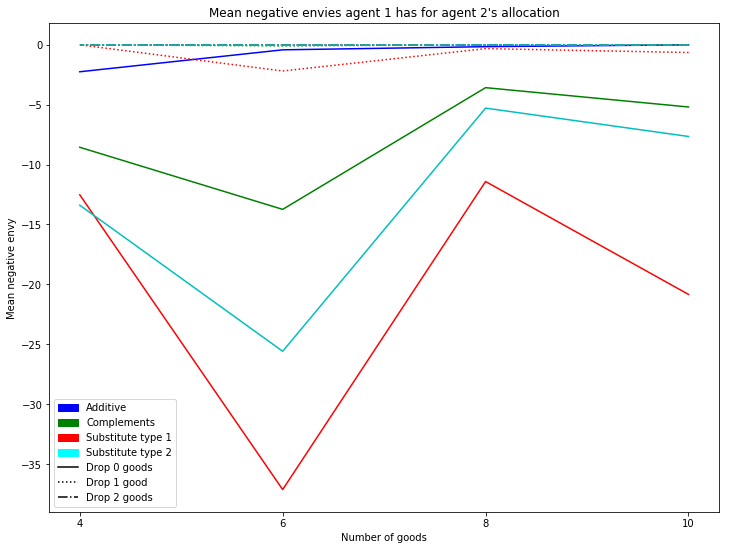 Mean negative envies agent 1 has for agent 2's allocation
Mean negative envy
0
−5
−10
−15
−20
−25
−30
−35
Additive
Complements
Substitute type 1
Substitute type 2
Drop 0 goods
Drop 1 good
Drop 2 goods
4
6
8
10
Number of goods